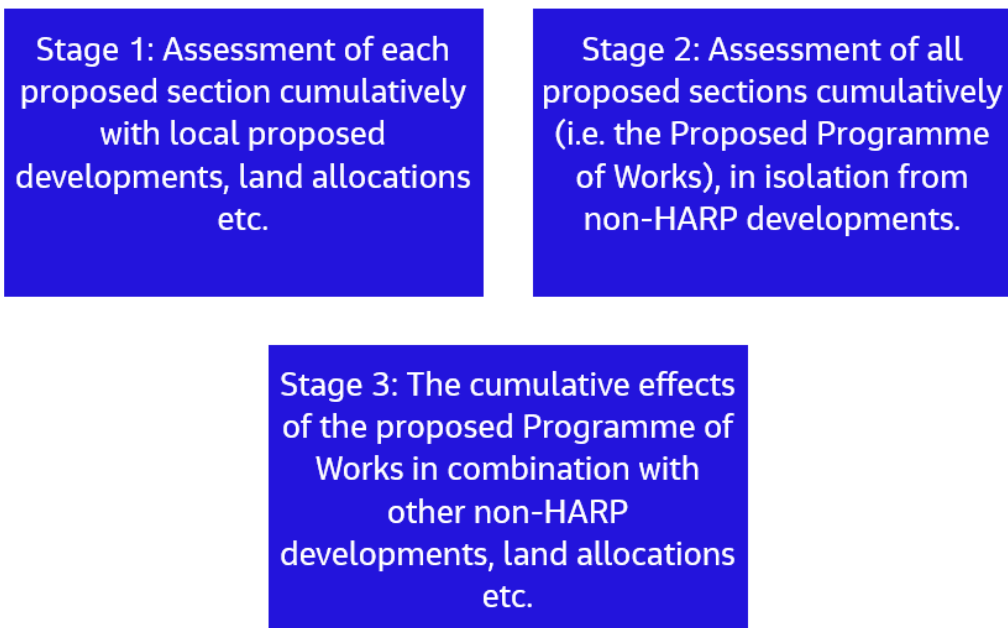 Stage 1: Assessment of each
proposed section cumulatively
with local proposed
developments, land allocations
etc.
Stage 2: Assessment of all
proposed sections cumulatively
(i.e. the Proposed Programme
of Works), in isolation from
non-HARP developments.
Stage 3: The cumulative effects
of the proposed Programme of
Works in combination with
other non-HARP
developments, land allocations
etc.